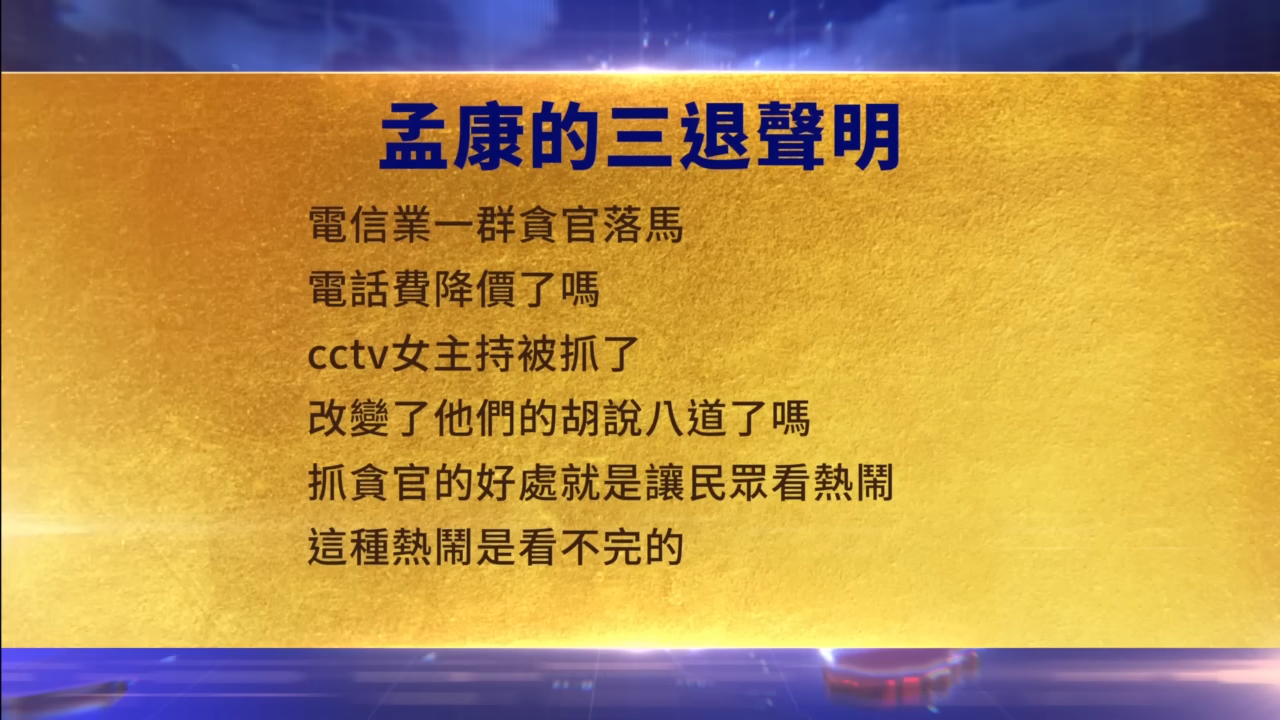 孟康的三退聲明
電信業一群貪官落馬
電話費降價了嗎
cctv女主持被抓了
改變了他們的胡說八道了嗎
抓貪官的好處就是讓民眾看熱鬧
這種熱鬧是看不完的